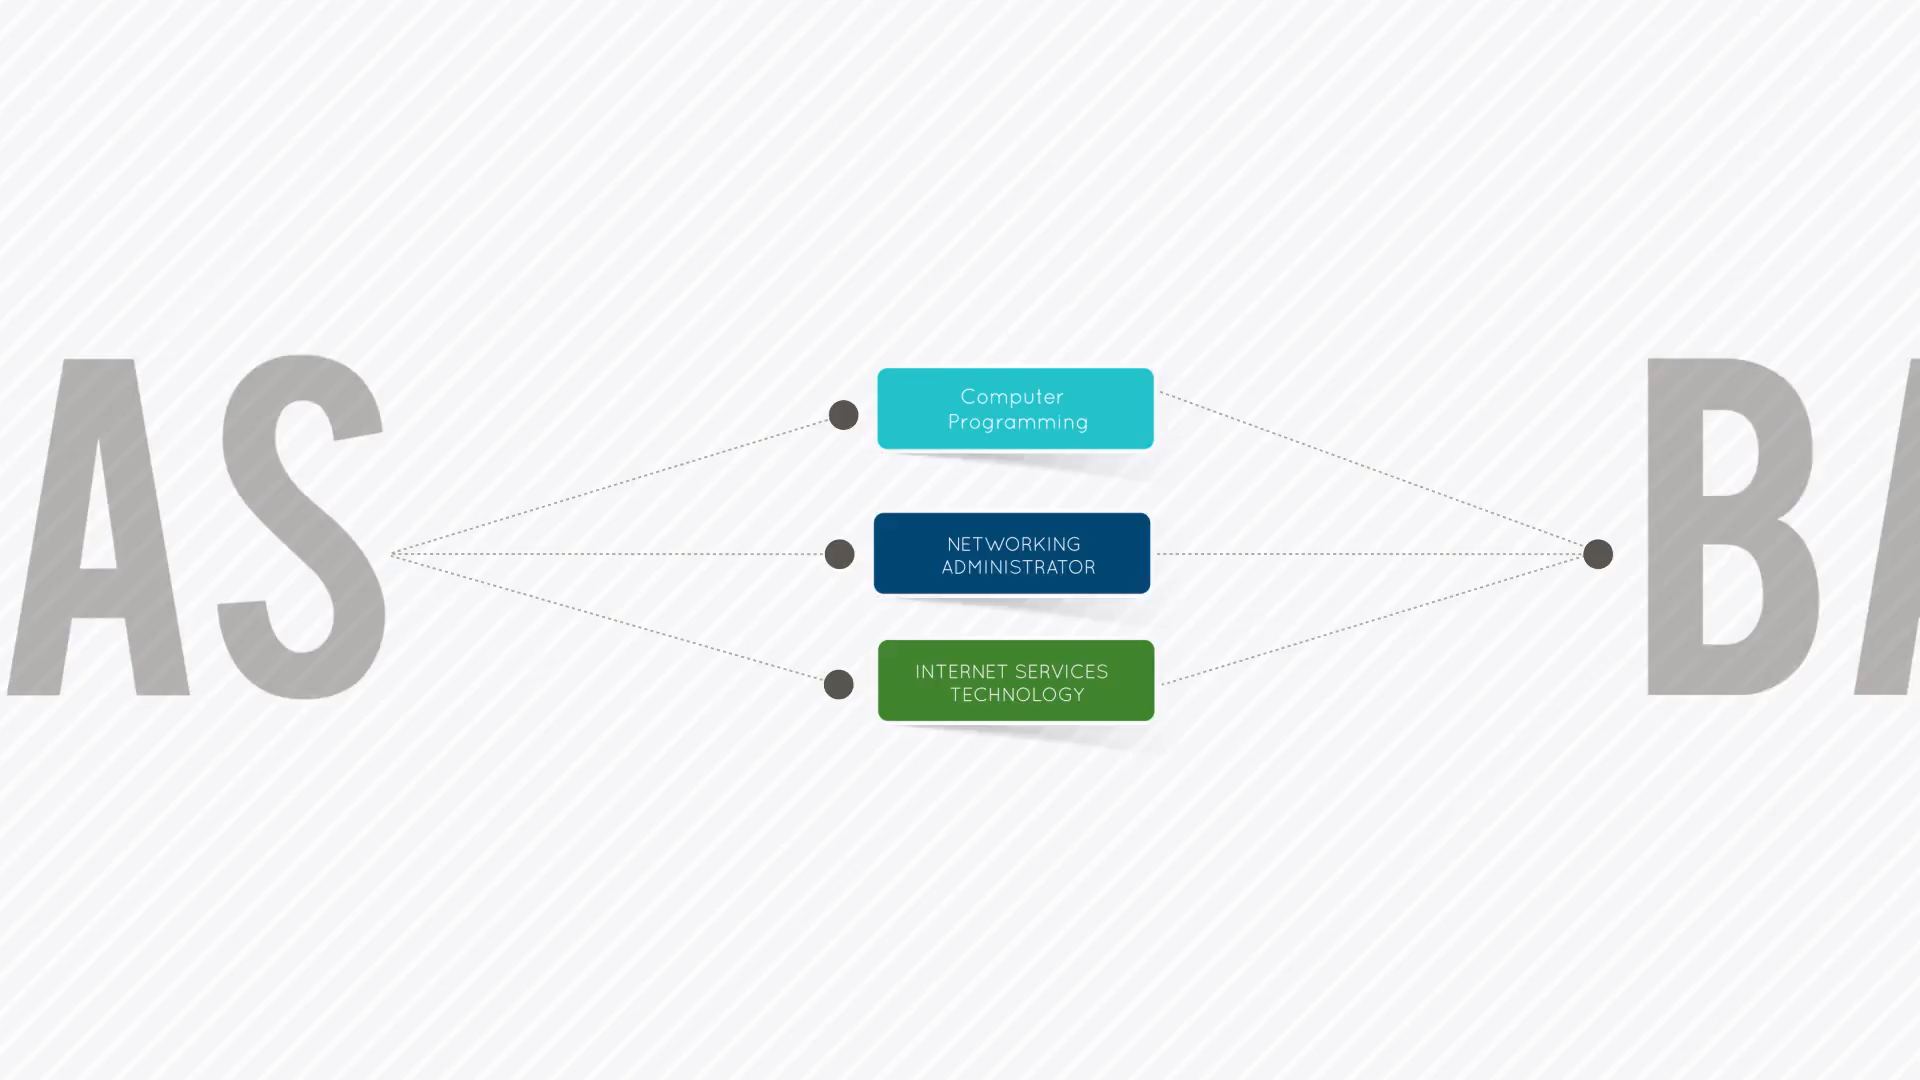 AS
Computer
Programming
NETWORKING
ADMINISTRATOR
INTERNET SERVICES
TECHNOLOGY